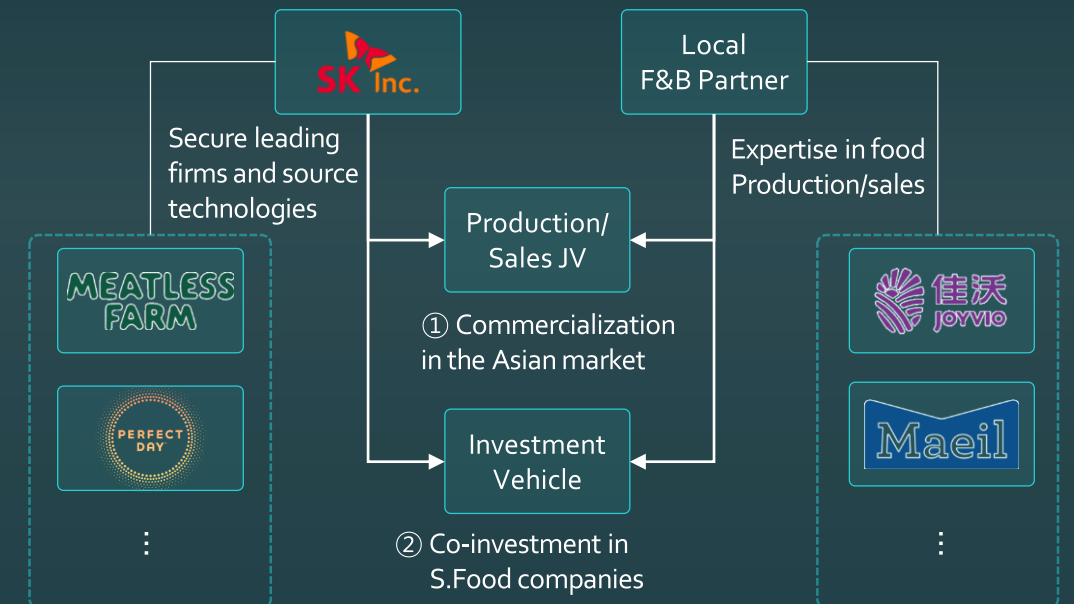 SK Inc.
Local
F&B Partner
Secure leading
firms and source
technologies
Expertise in food
Production/sales
Production/
Sales JV
① Commercialization
in the Asian market
MEATLESS
FARM
PERFECT
DAY
佳沃
JOYVIO
Maeil
Investment
Vehicle
② Co-investment in
S.Food companies
⋮
⋮